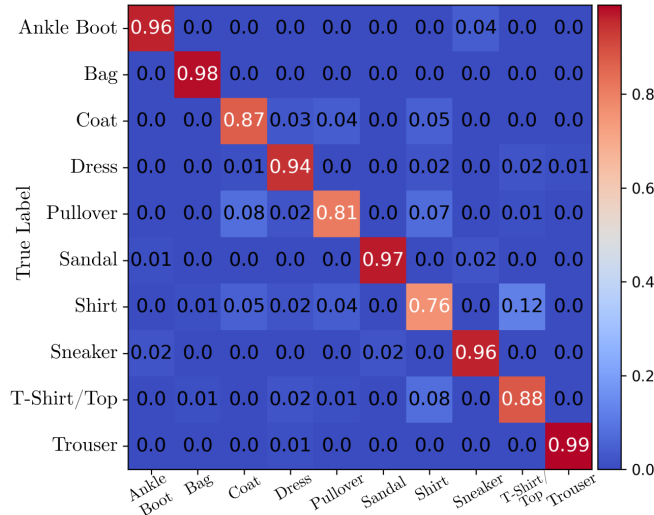 Ankle Boot 0.96 0.0 0.0 0.0 0.0 0.0 0.0 0.04 0.0 0.0
Bag 0.0 0.98 0.0 0.0 0.0 0.0 0.0 0.0 0.0 0.0
Coat 0.0 0.0 0.87 0.03 0.04 0.0 0.05 0.0 0.0 0.0
Dress 0.0 0.0 0.01 0.94 0.0 0.0 0.02 0.0 0.02 0.01
Pullover 0.0 0.0 0.08 0.02 0.81 0.0 0.07 0.0 0.01 0.0
Sandal 0.01 0.0 0.0 0.0 0.0 0.97 0.0 0.02 0.0 0.0
Shirt 0.0 0.01 0.05 0.02 0.04 0.0 0.76 0.0 0.12 0.0
Sneaker 0.02 0.0 0.0 0.0 0.0 0.02 0.0 0.96 0.0 0.0
T-Shirt/Top 0.0 0.01 0.0 0.02 0.01 0.0 0.08 0.0 0.88 0.0
Trouser 0.0 0.0 0.0 0.01 0.0 0.0 0.0 0.0 0.0 0.99
True Label
Ankle
Boot
Bag
Coat
Dress
Pullover
Sandal
Shirt
Sneaker
T-Shirt/
Top
Trouser
0.8
0.6
0.4
0.2
0.0